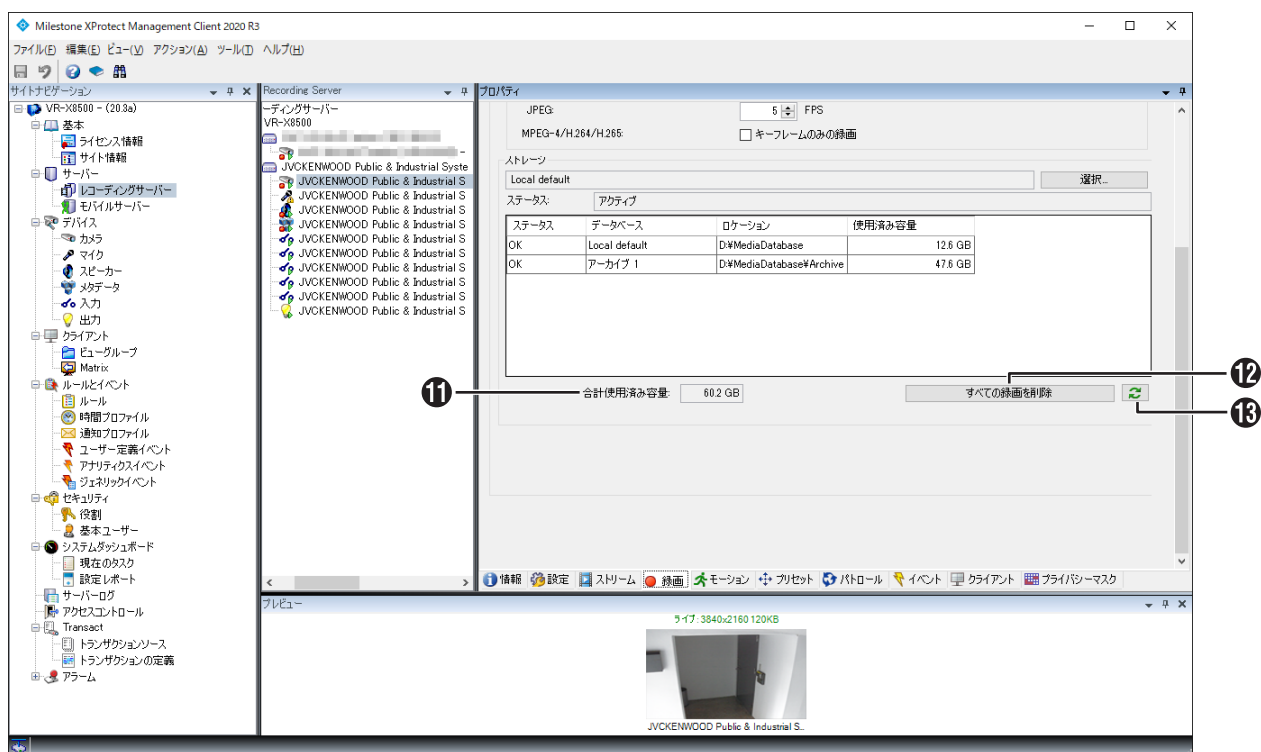 Milestone XProtect Management Client 2020 R3
ファイル(F) 編集(E) ビュー(V) アクション(A) ツール(T) ヘルプ(H)
サイトナビゲーション
VR-X8500 - (20.3a)
基本
ライセンス情報
サイト情報
サーバー
レコーディングサーバー
モバイルサーバー
デバイス
カメラ
マイク
スピーカー
メタデータ
入力
出力
クライアント
ビューグループ
Matrix
ルールとイベント
ルール
時間プロファイル
通知プロファイル
ユーザー定義イベント
アナリティクスイベント
ジェネリックイベント
セキュリティ
役割
基本ユーザー
システムダッシュボード
現在のタスク
設定レポート
サーバーログ
アクセスコントロール
Transact
トランザクションソース
トランザクションの定義
アラーム
Recording Server
ーディングサーバー
VR-X8500
JVCKENWOOD Public & Industrial Syste
JVCKENWOOD Public & Industrial S
JVCKENWOOD Public & Industrial S
JVCKENWOOD Public & Industrial S
JVCKENWOOD Public & Industrial S
JVCKENWOOD Public & Industrial S
JVCKENWOOD Public & Industrial S
JVCKENWOOD Public & Industrial S
JVCKENWOOD Public & Industrial S
JVCKENWOOD Public & Industrial S
JVCKENWOOD Public & Industrial S
プロパティ
JPEG: 5 FPS
MPEG-4/H.264/H.265: キーフレームのみの録画
ストレージ
Local default 選択...
ステータス: アクティブ
ステータス データベース ロケーション 使用済み容量
OK Local default D:¥MediaDatabase 12.6 GB
OK アーカイブ 1 D:¥MediaDatabase¥Archive 47.6 GB
⓫ 合計使用済み容量: 60.2 GB すべての録画を削除 ⓬
⓭
情報 設定 ストリーム 録画 モーション プリセット パトロール イベント クライアント プライバシーマスク
プレビュー
ライブ: 3840x2160 120KB
JVCKENWOOD Public & Industrial S...